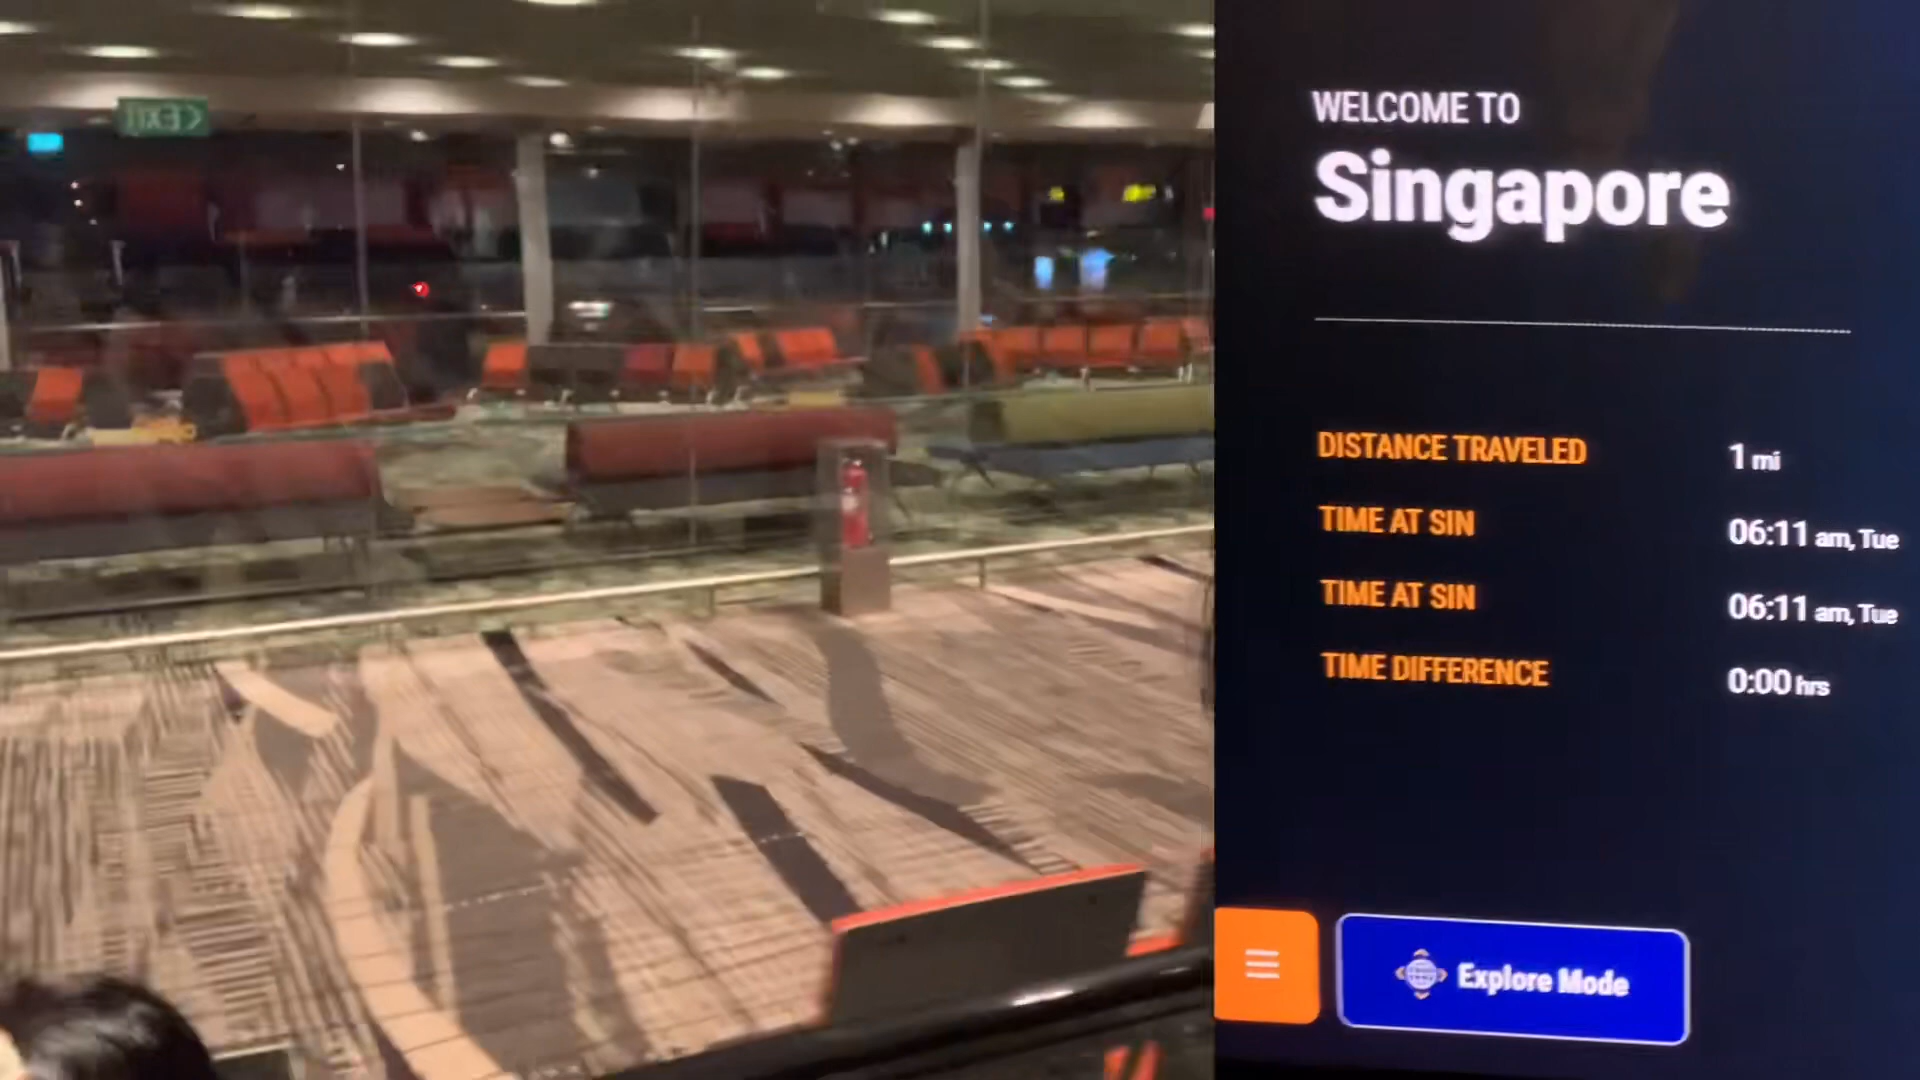 EXIT
WELCOME TO
Singapore
DISTANCE TRAVELED 1 mi
TIME AT SIN 06:11 am, Tue
TIME AT SIN 06:11 am, Tue
TIME DIFFERENCE 0:00 hrs
Explore Mode